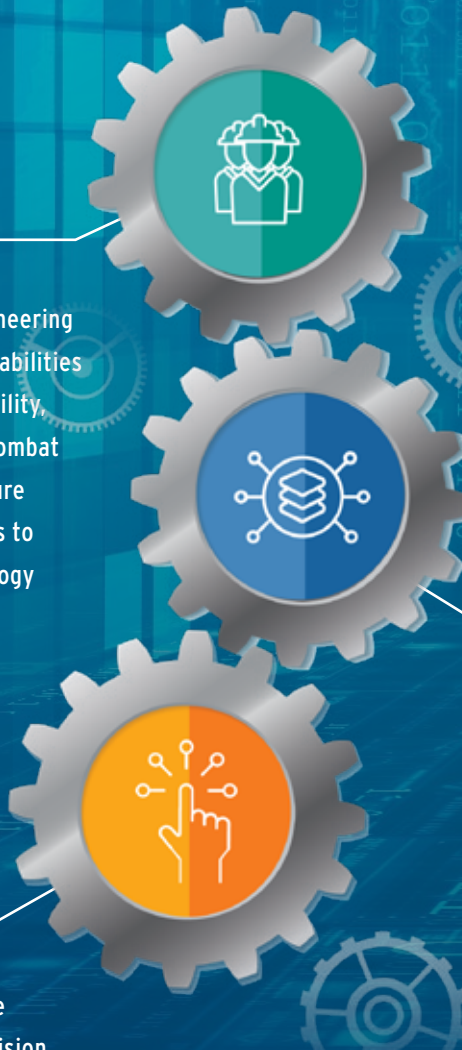 neering
abilities
ility,
ombat
ure
s to
ogy
e
ision